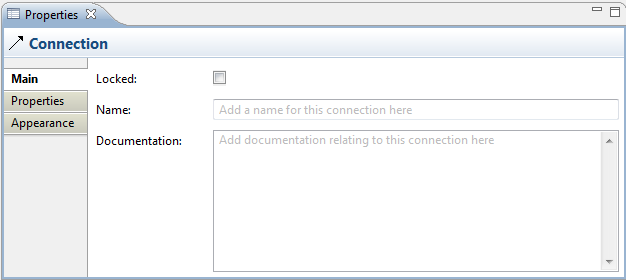 Properties
Connection
Main
Locked:
Properties
Name:
Add a name for this connection here
Appearance
Documentation:
Add documentation relating to this connection here